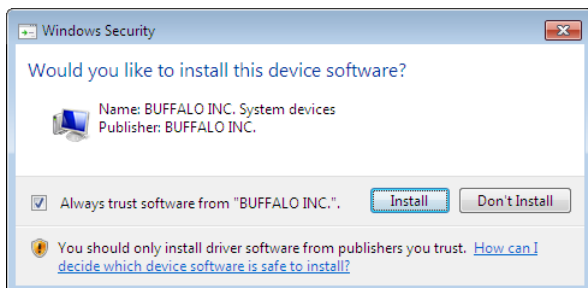 Windows Security
Would you like to install this device software?
Name: BUFFALO INC. System devices
Publisher: BUFFALO INC.
Always trust software from "BUFFALO INC.".
Install
Don't Install
You should only install driver software from publishers you trust. How can I
decide which device software is safe to install?